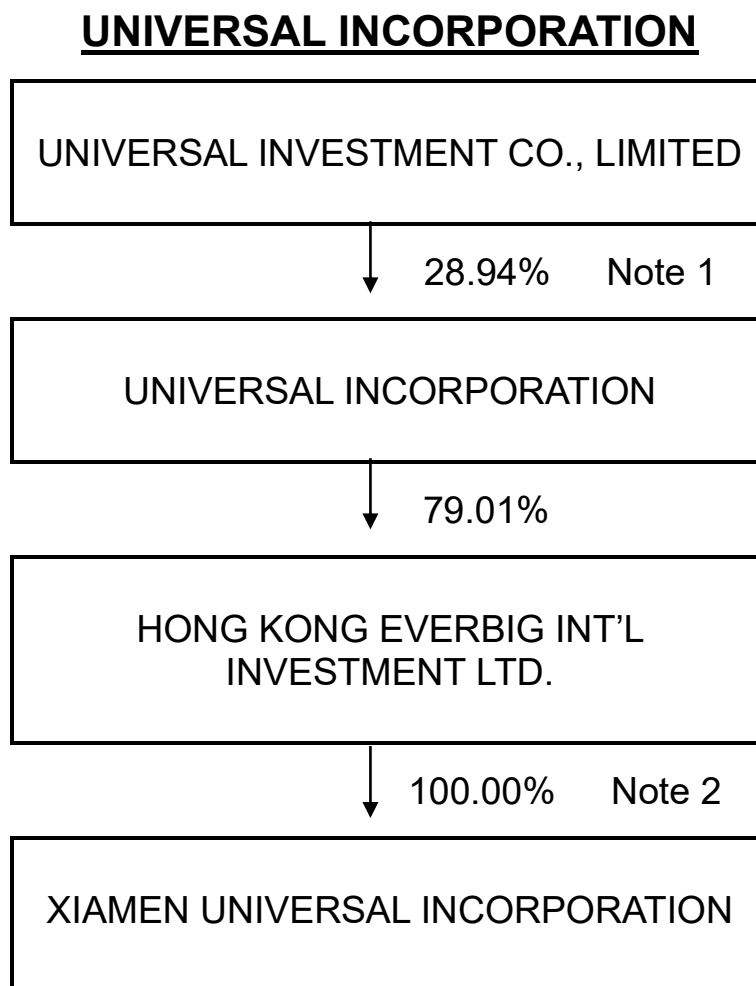 UNIVERSAL INCORPORATION
UNIVERSAL INVESTMENT CO., LIMITED
28.94% Note 1
UNIVERSAL INCORPORATION
79.01%
HONG KONG EVERBIG INT’L
INVESTMENT LTD.
100.00% Note 2
XIAMEN UNIVERSAL INCORPORATION